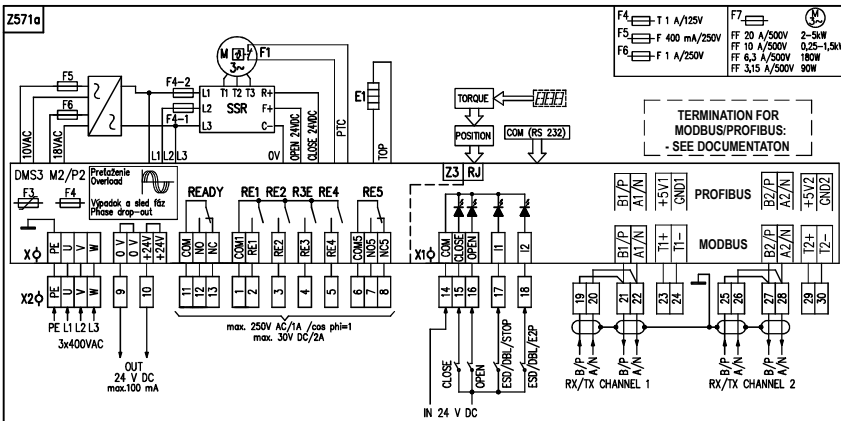 Z571a
F4 T 1 A/125V
F5 F 400 mA/250V
F6 F 1 A/250V
F7
M
3~
FF 20 A/500V 2-5kW
FF 10 A/500V 0,25-1,5kW
FF 6,3 A/500V 180W
FF 3,15 A/500V 90W
M F1
3~
T1 T2 T3
F5
F6
F4-2
F4-1
L1 R+
L2 SSR F+
L3 C-
10VAC
18VAC
L1 L2 L3
0V
OPEN 24VDC
CLOSE 24VDC
PTC
E1
TOP
TORQUE
POSITION
COM (RS 232)
TERMINATION FOR
MODBUS/PROFIBUS:
- SEE DOCUMENTATON
DMS3 M2/P2
Preťaženie
Overload
Výpadok a sled fáz
Phase drop-out
F3
F4
READY
RE1 RE2 R3E RE4
RE5
Z3 RJ
X
PE U V W
0 V
0 V
+24V
+24V
COM NO NC
COM1 RE1 RE2 RE3 RE4
COM5 NO5 NC5
X1
COM CLOSE OPEN I1 I2
B1/P A1/N +5V1 GND1 PROFIBUS B2/P A2/N +5V2 GND2
B1/P A1/N T1+ T1- MODBUS B2/P A2/N T2+ T2-
X2
PE U V W
9 10
11 12 13
1 2 3 4 5
6 7 8
14 15 16 17 18
19 20 21 22 23 24
25 26 27 28 29 30
PE L1 L2 L3
3x400VAC
OUT
24 V DC
max.100 mA
max. 250V AC/1A /cos phi=1
max. 30V DC/2A
CLOSE
OPEN
ESD/DBL/STOP
ESD/DBL/E2P
IN 24 V DC
B/P A/N B/P A/N
RX/TX CHANNEL 1
B/P A/N B/P A/N
RX/TX CHANNEL 2